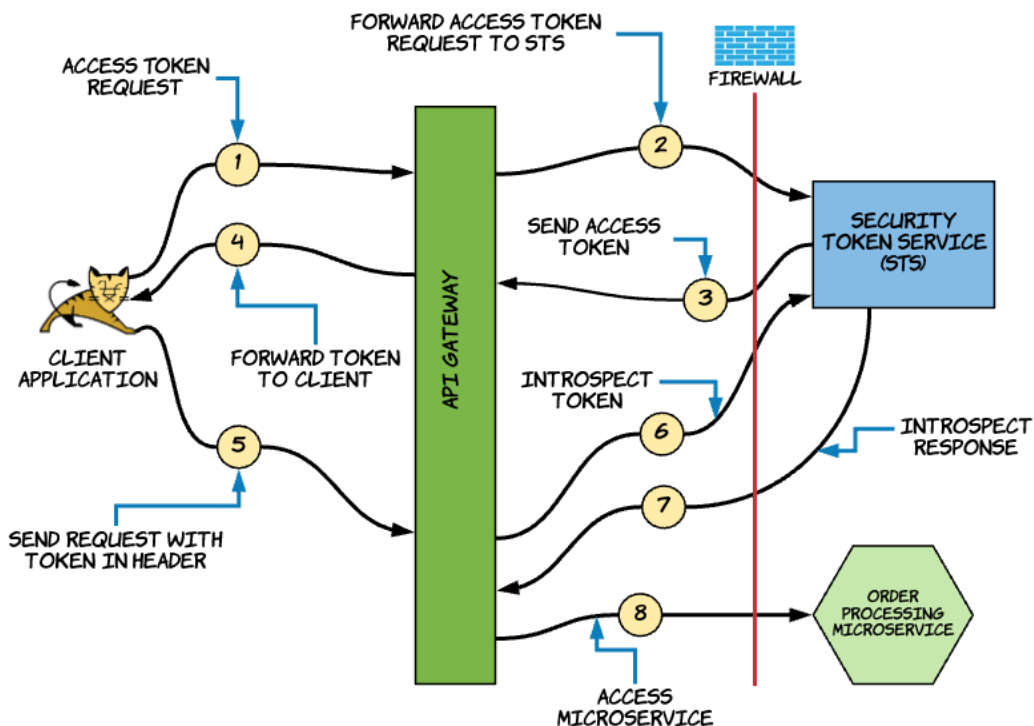 FORWARD ACCESS TOKEN
REQUEST TO STS
FIREWALL
ACCESS TOKEN
REQUEST
1
2
SECURITY
TOKEN SERVICE
(STS)
SEND ACCESS
TOKEN
4
3
CLIENT
APPLICATION
FORWARD TOKEN
TO CLIENT
API GATEWAY
INTROSPECT
TOKEN
5
6
INTROSPECT
RESPONSE
7
SEND REQUEST WITH
TOKEN IN HEADER
8
ORDER
PROCESSING
MICROSERVICE
ACCESS
MICROSERVICE